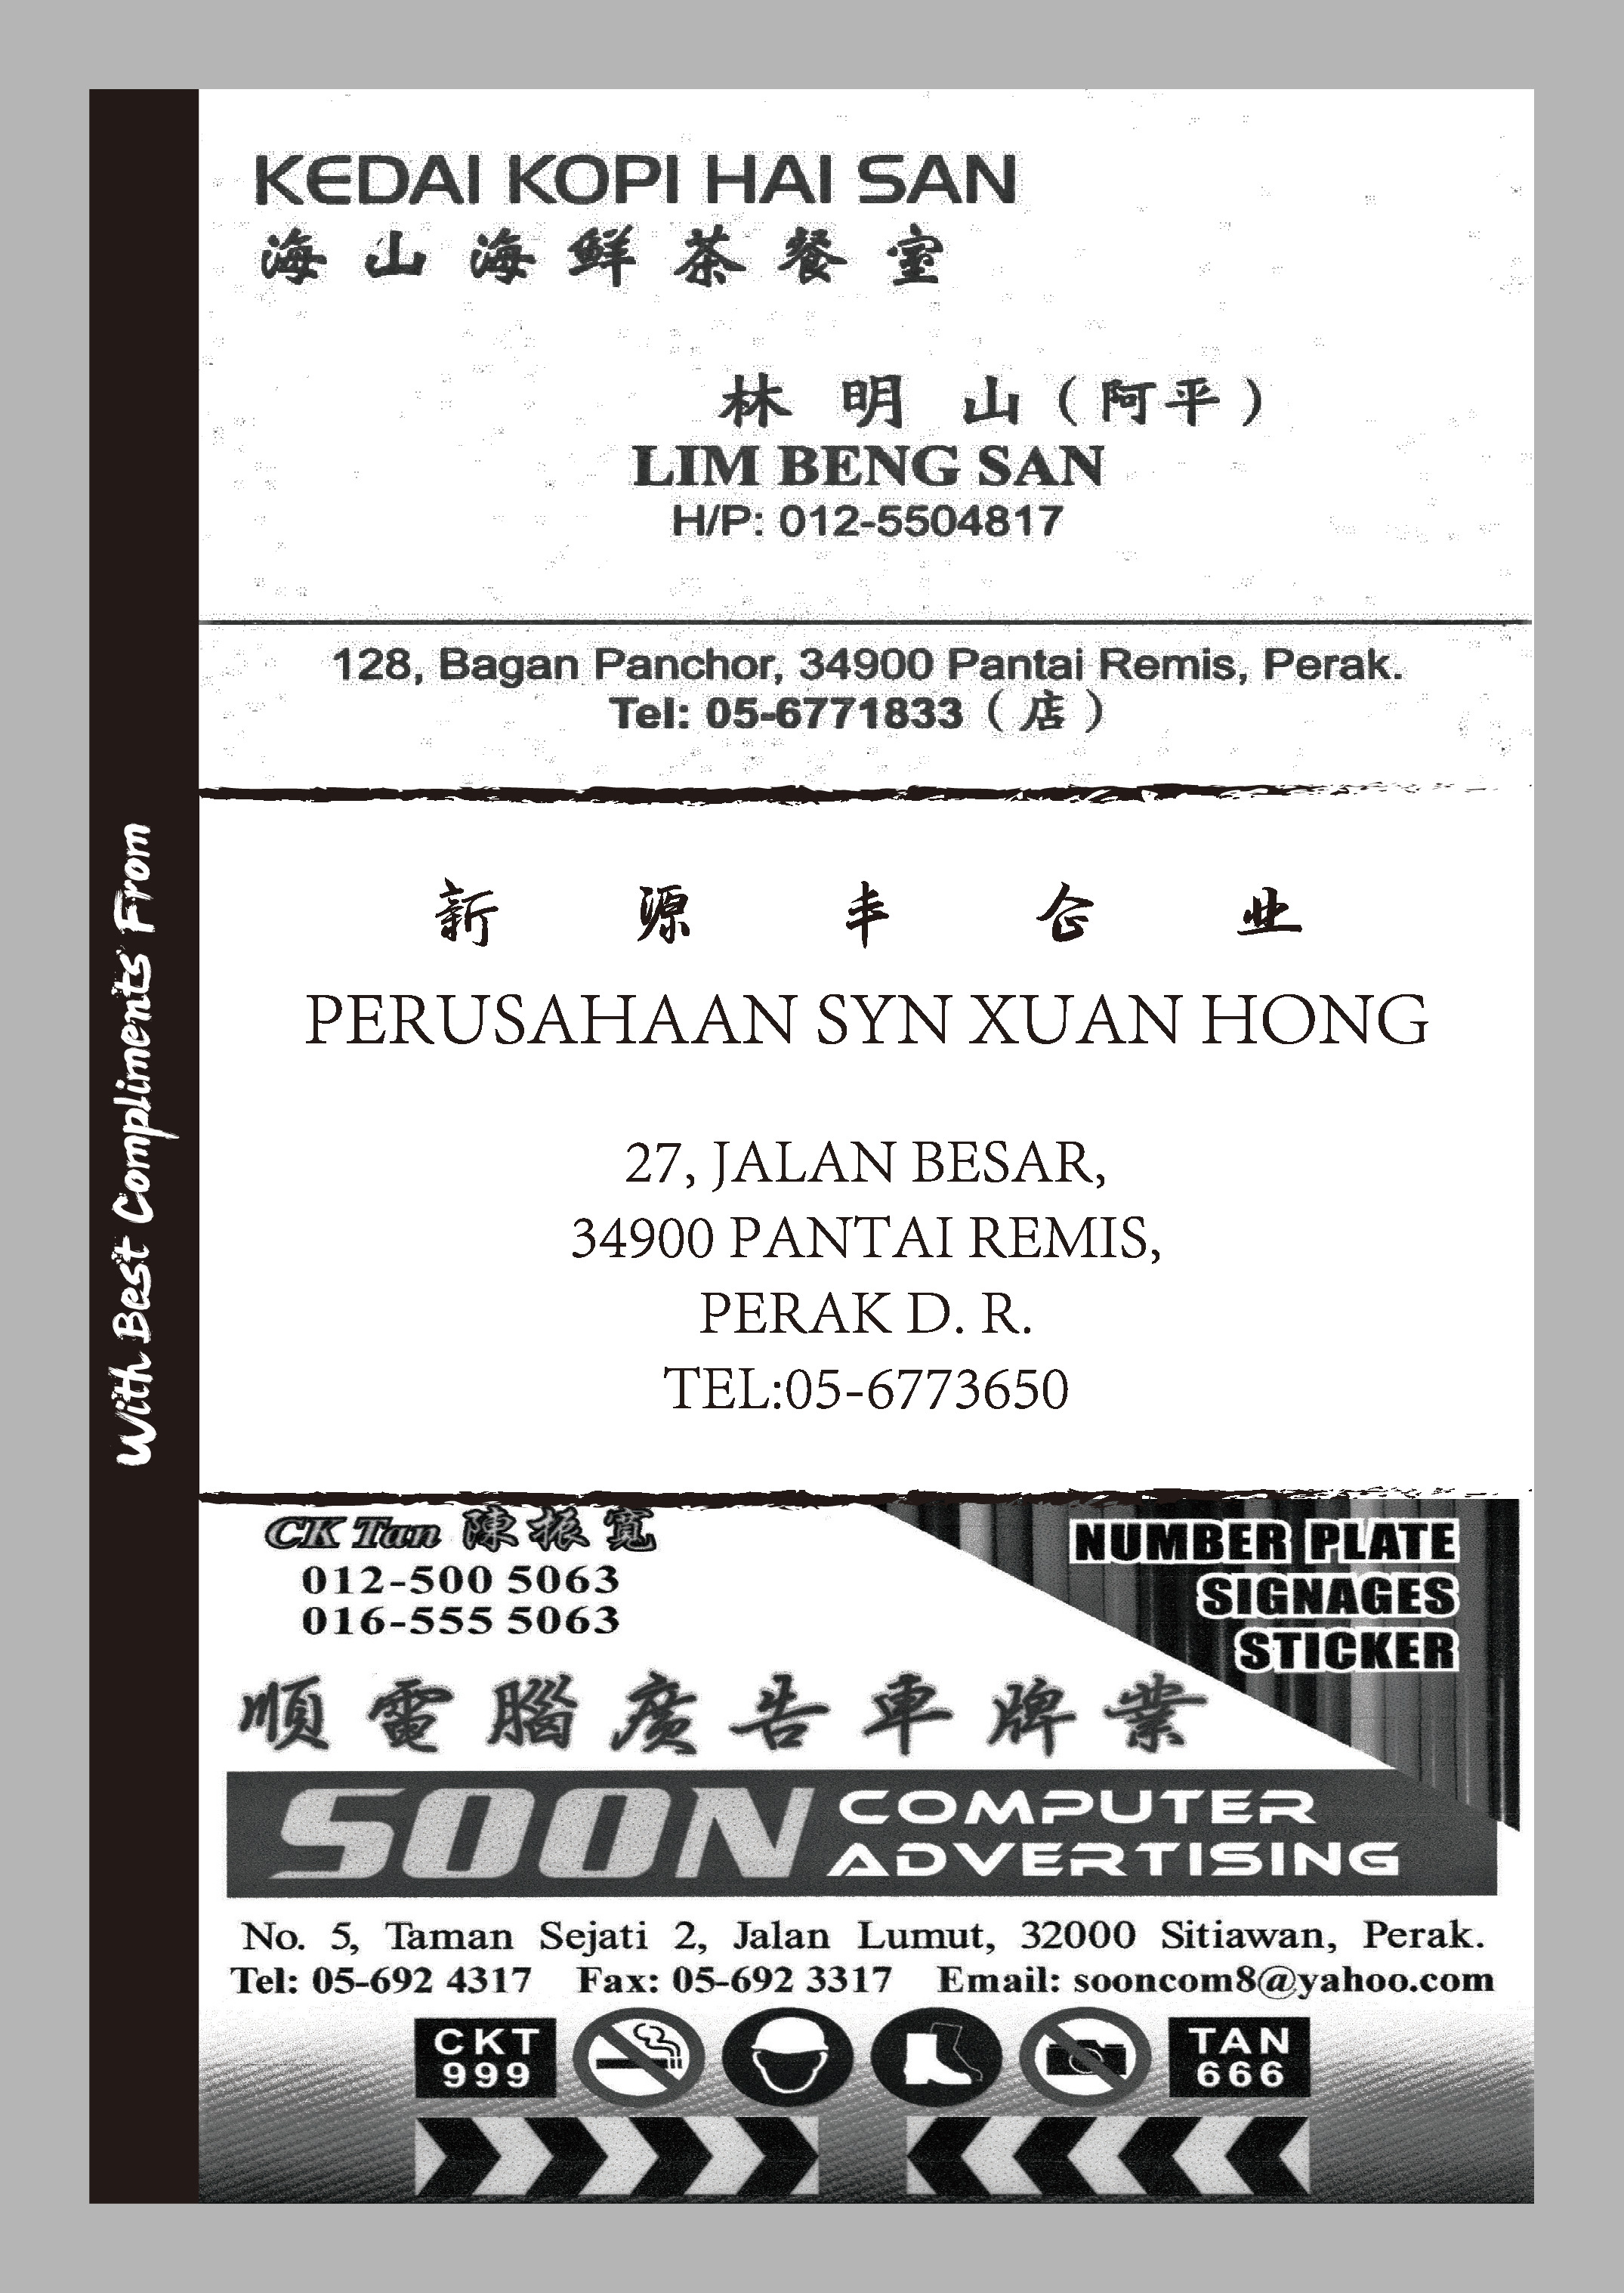 With Best Compliments From
KEDAI KOPI HAI SAN
海山海鲜茶餐室
林明山（阿平）
LIM BENG SAN
H/P: 012-5504817
128, Bagan Panchor, 34900 Pantai Remis, Perak.
Tel: 05-6771833（店）
新源丰企业
PERUSAHAAN SYN XUAN HONG
27, JALAN BESAR,
34900 PANTAI REMIS,
PERAK D. R.
TEL:05-6773650
CK Tan 陳振寬
012-500 5063
016-555 5063
NUMBER PLATE
SIGNAGES
STICKER
順電腦廣告車牌業
SOON COMPUTER
ADVERTISING
No. 5, Taman Sejati 2, Jalan Lumut, 32000 Sitiawan, Perak.
Tel: 05-692 4317 Fax: 05-692 3317 Email: sooncom8@yahoo.com
CKT
999
TAN
666